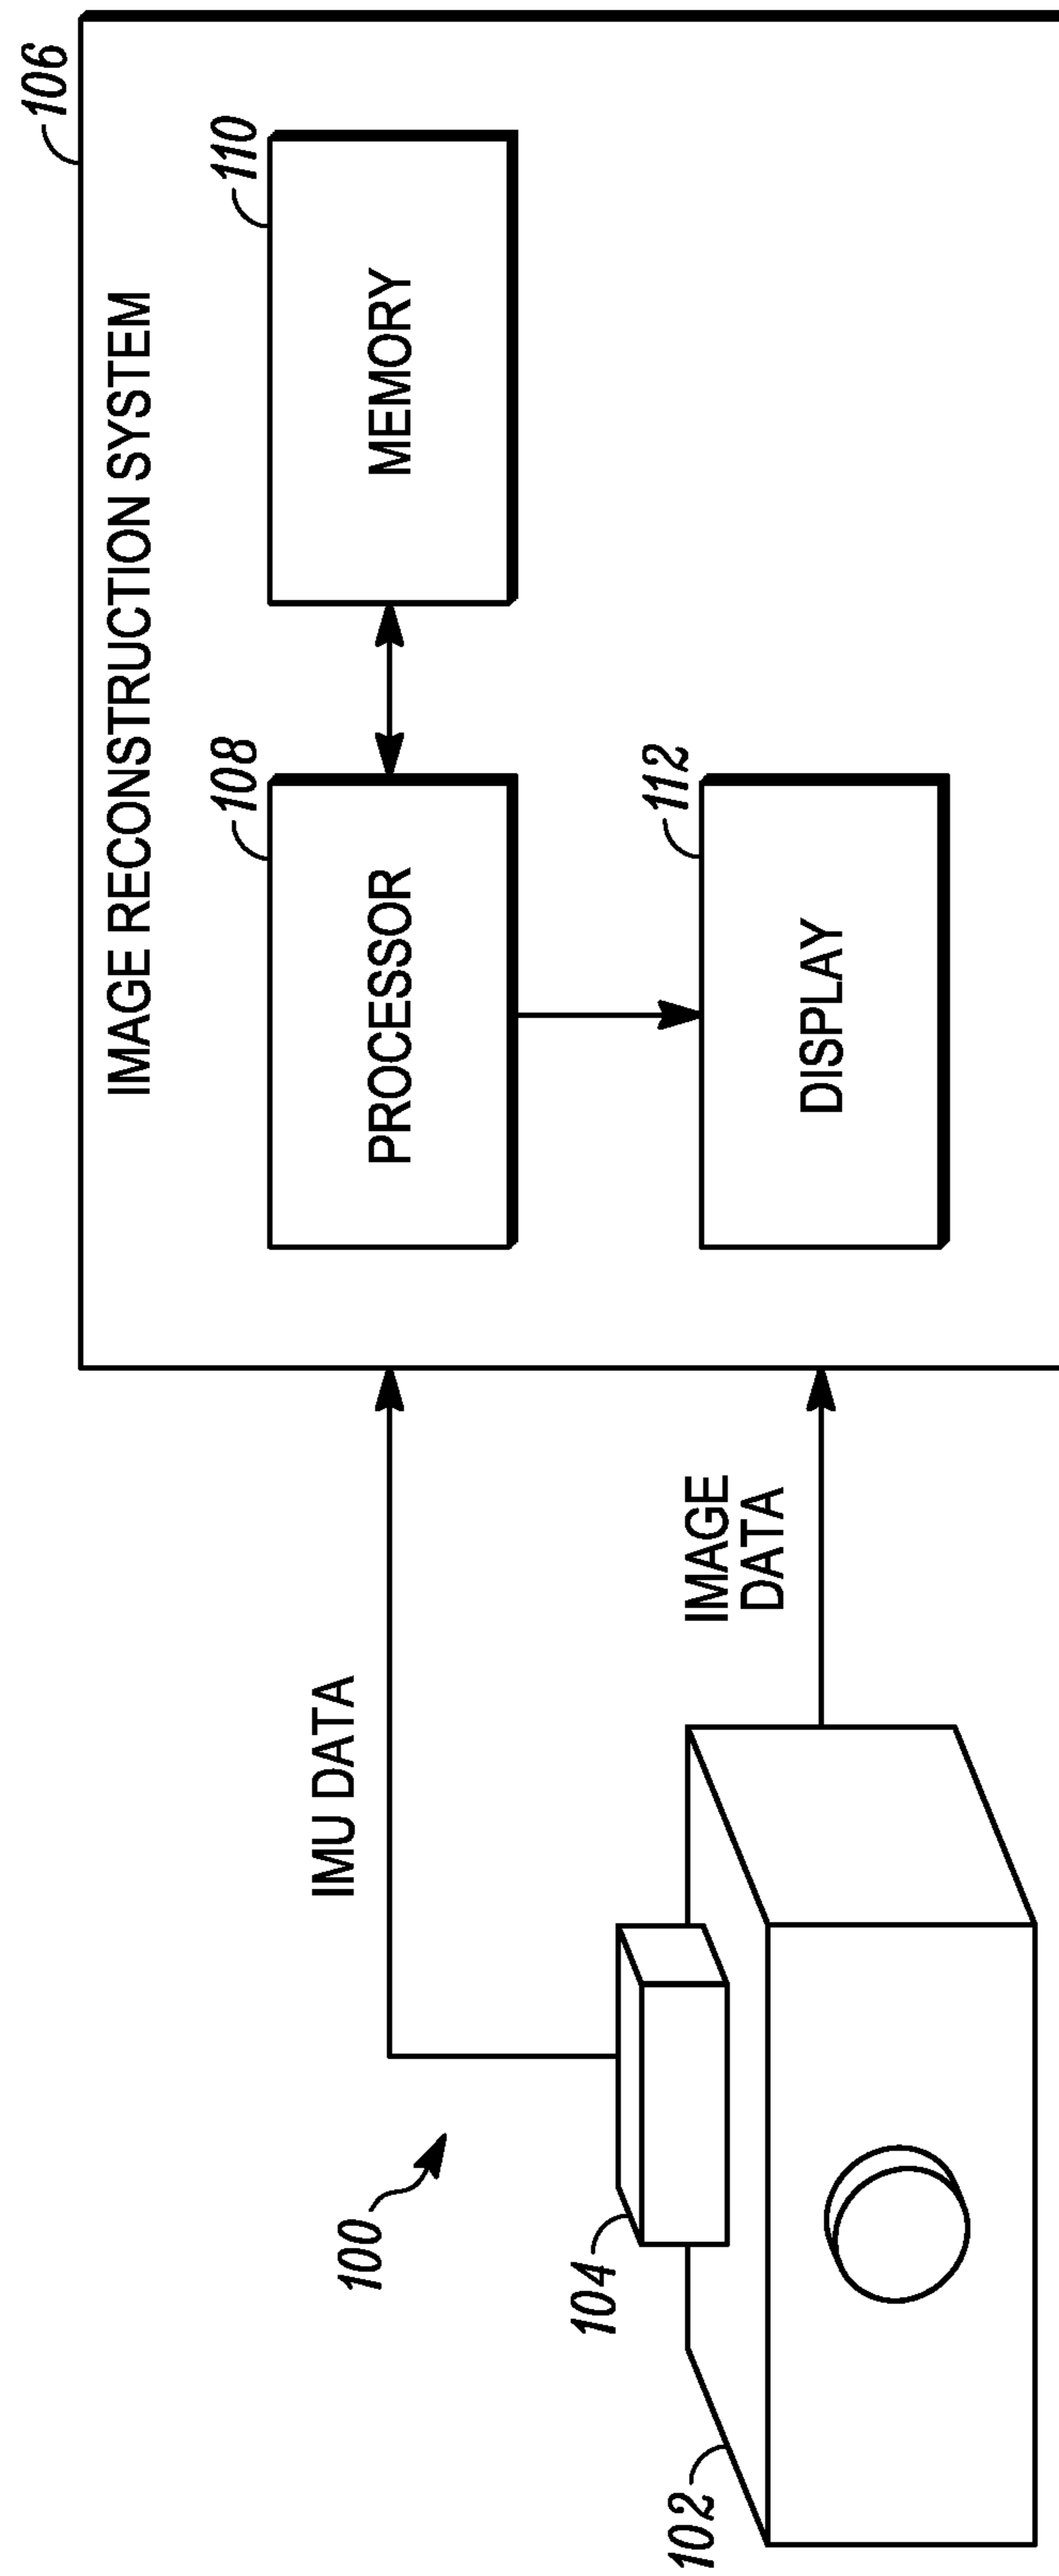 106
IMAGE RECONSTRUCTION SYSTEM
108
110
PROCESSOR
MEMORY
112
DISPLAY
IMU DATA
IMAGE
DATA
100
104
102